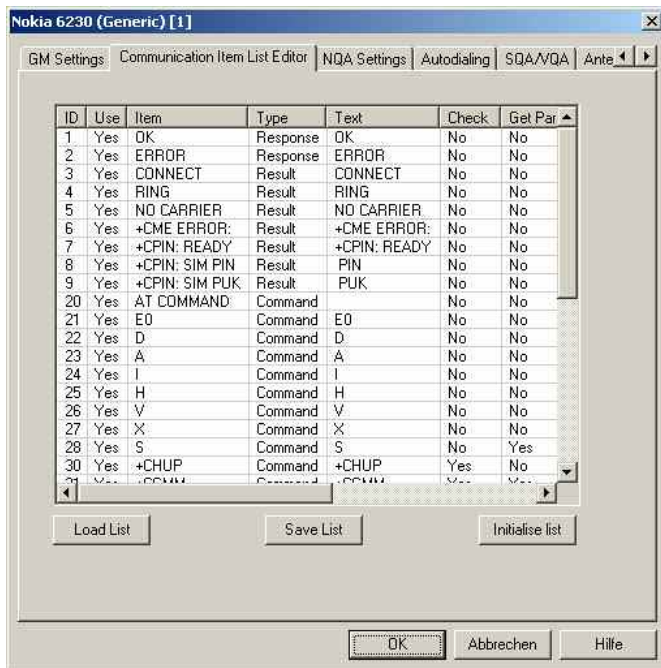 Nokia 6230 (Generic) [1]
GM Settings Communication Item List Editor NQA Settings Autodialing SQA/VQA Ante
ID Use Item Type Text Check Get Par
1 Yes OK Response OK No No
2 Yes ERROR Response ERROR No No
3 Yes CONNECT Result CONNECT No No
4 Yes RING Result RING No No
5 Yes NO CARRIER Result NO CARRIER No No
6 Yes +CME ERROR: Result +CME ERROR: No No
7 Yes +CPIN: READY Result +CPIN: READY No No
8 Yes +CPIN: SIM PIN Result PIN No No
9 Yes +CPIN: SIM PUK Result PUK No No
20 Yes AT COMMAND Command No No
21 Yes E0 Command E0 No No
22 Yes D Command D No No
23 Yes A Command A No No
24 Yes I Command I No No
25 Yes H Command H No No
26 Yes V Command V No No
27 Yes X Command X No No
28 Yes S Command S No Yes
30 Yes +CHUP Command +CHUP Yes No
Load List Save List Initialise list
OK Abbrechen Hilfe